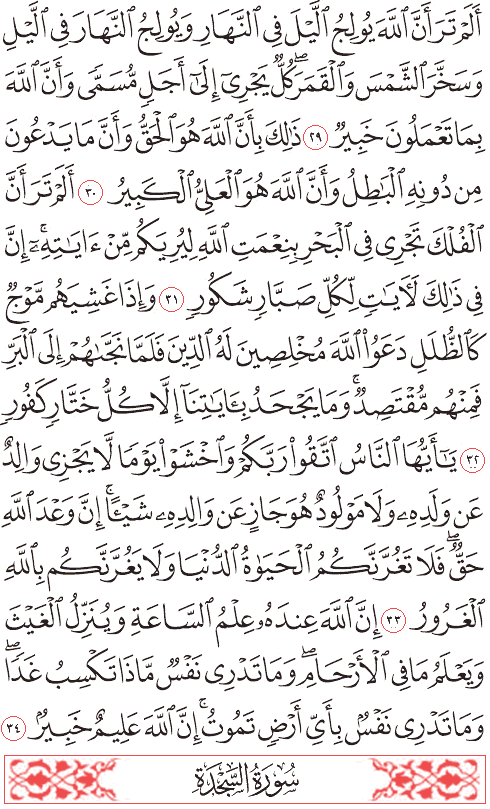 أَلَمْ تَرَ أَنَّ ٱللَّهَ يُولِجُ ٱلَّيْلَ فِى ٱلنَّهَارِ وَيُولِجُ ٱلنَّهَارَ فِى ٱلَّيْلِ
وَسَخَّرَ ٱلشَّمْسَ وَٱلْقَمَرَۖ كُلٌّ يَجْرِىٓ إِلَىٰٓ أَجَلٍ مُّسَمًّى وَأَنَّ ٱللَّهَ
بِمَا تَعْمَلُونَ خَبِيرٌ ٢٩ ذَٰلِكَ بِأَنَّ ٱللَّهَ هُوَ ٱلْحَقُّ وَأَنَّ مَا يَدْعُونَ
مِن دُونِهِ ٱلْبَٰطِلُ وَأَنَّ ٱللَّهَ هُوَ ٱلْعَلِىُّ ٱلْكَبِيرُ ٣٠ أَلَمْ تَرَ أَنَّ
ٱلْفُلْكَ تَجْرِى فِى ٱلْبَحْرِ بِنِعْمَتِ ٱللَّهِ لِيُرِيَكُم مِّنْ ءَايَٰتِهِۦٓۚ إِنَّ
فِى ذَٰلِكَ لَءَايَٰتٍ لِّكُلِّ صَبَّارٍ شَكُورٍ ٣١ وَإِذَا غَشِيَهُم مَّوْجٌ
كَٱلظُّلَلِ دَعَوُا۟ ٱللَّهَ مُخْلِصِينَ لَهُ ٱلدِّينَ فَلَمَّا نَجَّىٰهُمْ إِلَى ٱلْبَرِّ
فَمِنْهُم مُّقْتَصِدٌۚ وَمَا يَجْحَدُ بِـَٔايَٰتِنَآ إِلَّا كُلُّ خَتَّارٍ كَفُورٍ
٣٢ يَٰٓأَيُّهَا ٱلنَّاسُ ٱتَّقُوا۟ رَبَّكُمْ وَٱخْشَوْا۟ يَوْمًا لَّا يَجْزِى وَالِدٌ
عَن وَلَدِهِۦ وَلَا مَوْلُودٌ هُوَ جَازٍ عَن وَالِدِهِۦ شَيْـًٔاۚ إِنَّ وَعْدَ ٱللَّهِ
حَقٌّۖ فَلَا تَغُرَّنَّكُمُ ٱلْحَيَوٰةُ ٱلدُّنْيَا وَلَا يَغُرَّنَّكُم بِٱللَّهِ
ٱلْغَرُورُ ٣٣ إِنَّ ٱللَّهَ عِندَهُۥ عِلْمُ ٱلسَّاعَةِ وَيُنَزِّلُ ٱلْغَيْثَ
وَيَعْلَمُ مَا فِى ٱلْأَرْحَامِۖ وَمَا تَدْرِى نَفْسٌ مَّاذَا تَكْسِبُ غَدًاۖ
وَمَا تَدْرِى نَفْسٌۢ بِأَىِّ أَرْضٍ تَمُوتُۚ إِنَّ ٱللَّهَ عَلِيمٌ خَبِيرٌۢ ٣٤
سُورَةُ السَّجْدَةِ